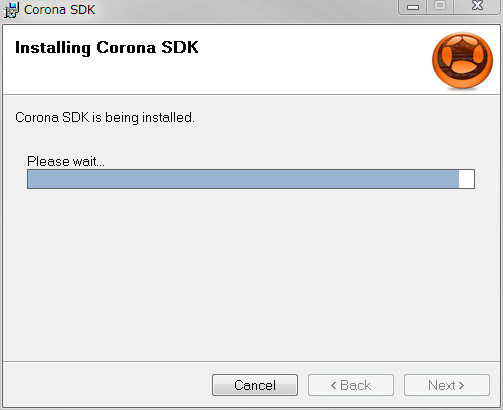 Corona SDK
Installing Corona SDK
Corona SDK is being installed.
Please wait...
Cancel
< Back
Next >